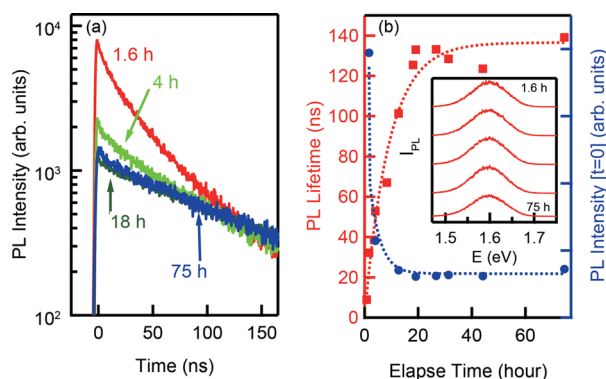 (a)
PL Intensity (arb. units)
10⁴
10³
10²
1.6 h
4 h
18 h
75 h
0
50
100
150
Time (ns)
(b)
PL Lifetime (ns)
140
120
100
80
60
40
20
0
1.6 h
75 h
I_PL
1.5
1.6
1.7
E (eV)
0
20
40
60
Elapse Time (hour)
PL Intensity [t=0] (arb. units)